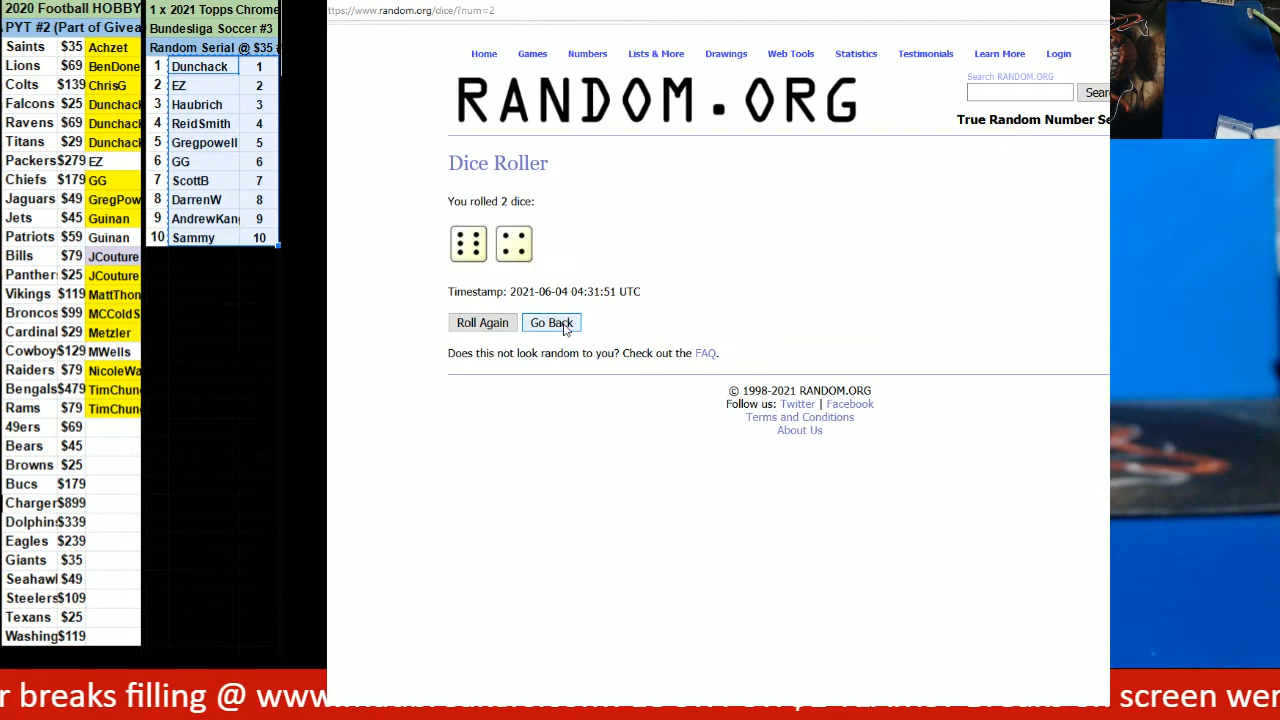 2020 Football HOBBY
PYT #2 (Part of Givea
Saints $35 Achzet
Lions $69 BenDone
Colts $139 ChrisG
Falcons $25 Dunchack
Ravens $69 Dunchack
Titans $29 Dunchack
Packers $279 EZ
Chiefs $179 GG
Jaguars $49 GregPow
Jets $45 Guinan
Patriots $59 Guinan
Bills $79 JCouture
Panthers $25 JCouture
Vikings $119 MattThon
Broncos $99 MCColdS
Cardinal $29 Metzler
Cowboy $129 MWells
Raiders $79 NicoleWa
Bengals $479 TimChung
Rams $79 TimChung
49ers $69
Bears $45
Browns $25
Bucs $179
Charger $899
Dolphins $339
Eagles $239
Giants $35
Seahawl $49
Steelers $109
Texans $25
Washing $119
1 x 2021 Topps Chrome
Bundesliga Soccer #3
Random Serial @ $35
1 Dunchack 1
2 EZ 2
3 Haubrich 3
4 ReidSmith 4
5 Gregpowell 5
6 GG 6
7 ScottB 7
8 DarrenW 8
9 AndrewKang 9
10 Sammy 10
ttps://www.random.org/dice/?num=2
Home Games Numbers Lists & More Drawings Web Tools Statistics Testimonials Learn More Login
RANDOM.ORG
Search RANDOM.ORG
Sear
True Random Number Se
Dice Roller
You rolled 2 dice:
Timestamp: 2021-06-04 04:31:51 UTC
Roll Again Go Back
Does this not look random to you? Check out the FAQ.
© 1998-2021 RANDOM.ORG
Follow us: Twitter | Facebook
Terms and Conditions
About Us
r breaks filling @ www.
screen wer